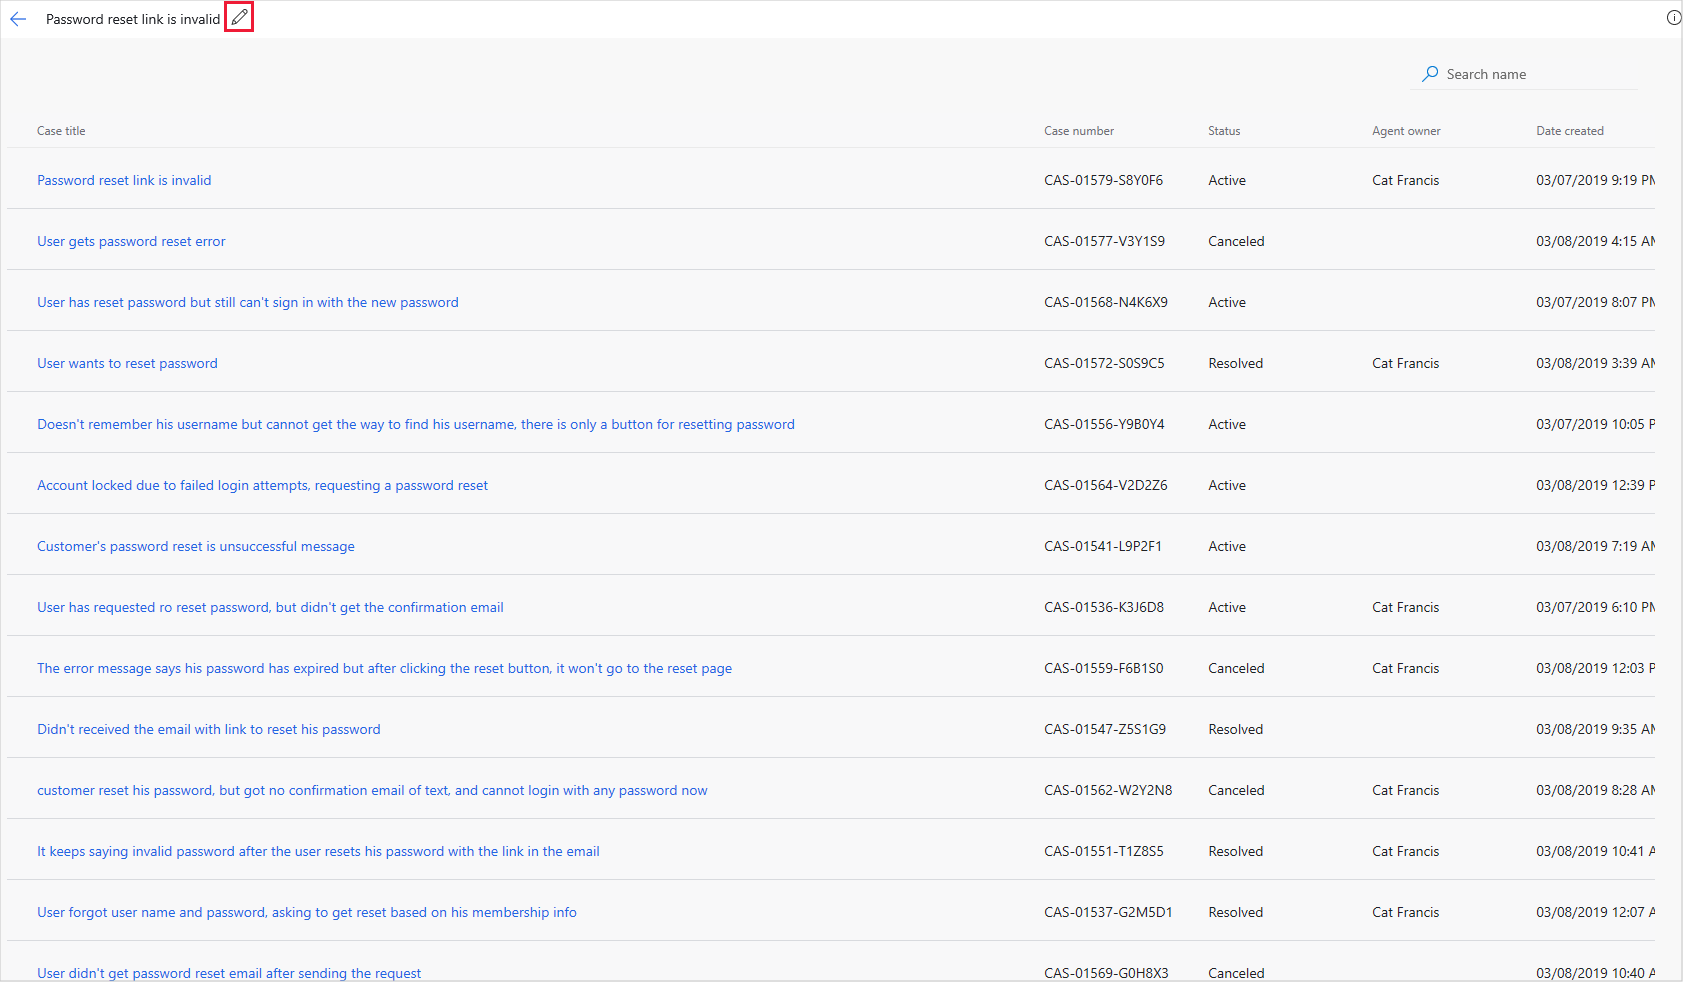 Password reset link is invalid
Search name
Case title Case number Status Agent owner Date created
Password reset link is invalid CAS-01579-S8Y0F6 Active Cat Francis 03/07/2019 9:19 PM
User gets password reset error CAS-01577-V3Y1S9 Canceled 03/08/2019 4:15 AM
User has reset password but still can't sign in with the new password CAS-01568-N4K6X9 Active 03/07/2019 8:07 PM
User wants to reset password CAS-01572-S0S9C5 Resolved Cat Francis 03/08/2019 3:39 AM
Doesn't remember his username but cannot get the way to find his username, there is only a button for resetting password CAS-01556-Y9B0Y4 Active 03/07/2019 10:05 P
Account locked due to failed login attempts, requesting a password reset CAS-01564-V2D2Z6 Active 03/08/2019 12:39 P
Customer's password reset is unsuccessful message CAS-01541-L9P2F1 Active 03/08/2019 7:19 AM
User has requested ro reset password, but didn't get the confirmation email CAS-01536-K3J6D8 Active Cat Francis 03/07/2019 6:10 PM
The error message says his password has expired but after clicking the reset button, it won't go to the reset page CAS-01559-F6B1S0 Canceled Cat Francis 03/08/2019 12:03 P
Didn't received the email with link to reset his password CAS-01547-Z5S1G9 Resolved 03/08/2019 9:35 AM
customer reset his password, but got no confirmation email of text, and cannot login with any password now CAS-01562-W2Y2N8 Canceled Cat Francis 03/08/2019 8:28 AM
It keeps saying invalid password after the user resets his password with the link in the email CAS-01551-T1Z8S5 Resolved Cat Francis 03/08/2019 10:41 A
User forgot user name and password, asking to get reset based on his membership info CAS-01537-G2M5D1 Resolved Cat Francis 03/08/2019 12:07 A
User didn't get password reset email after sending the request CAS-01569-G0H8X3 Canceled 03/08/2019 10:40 A